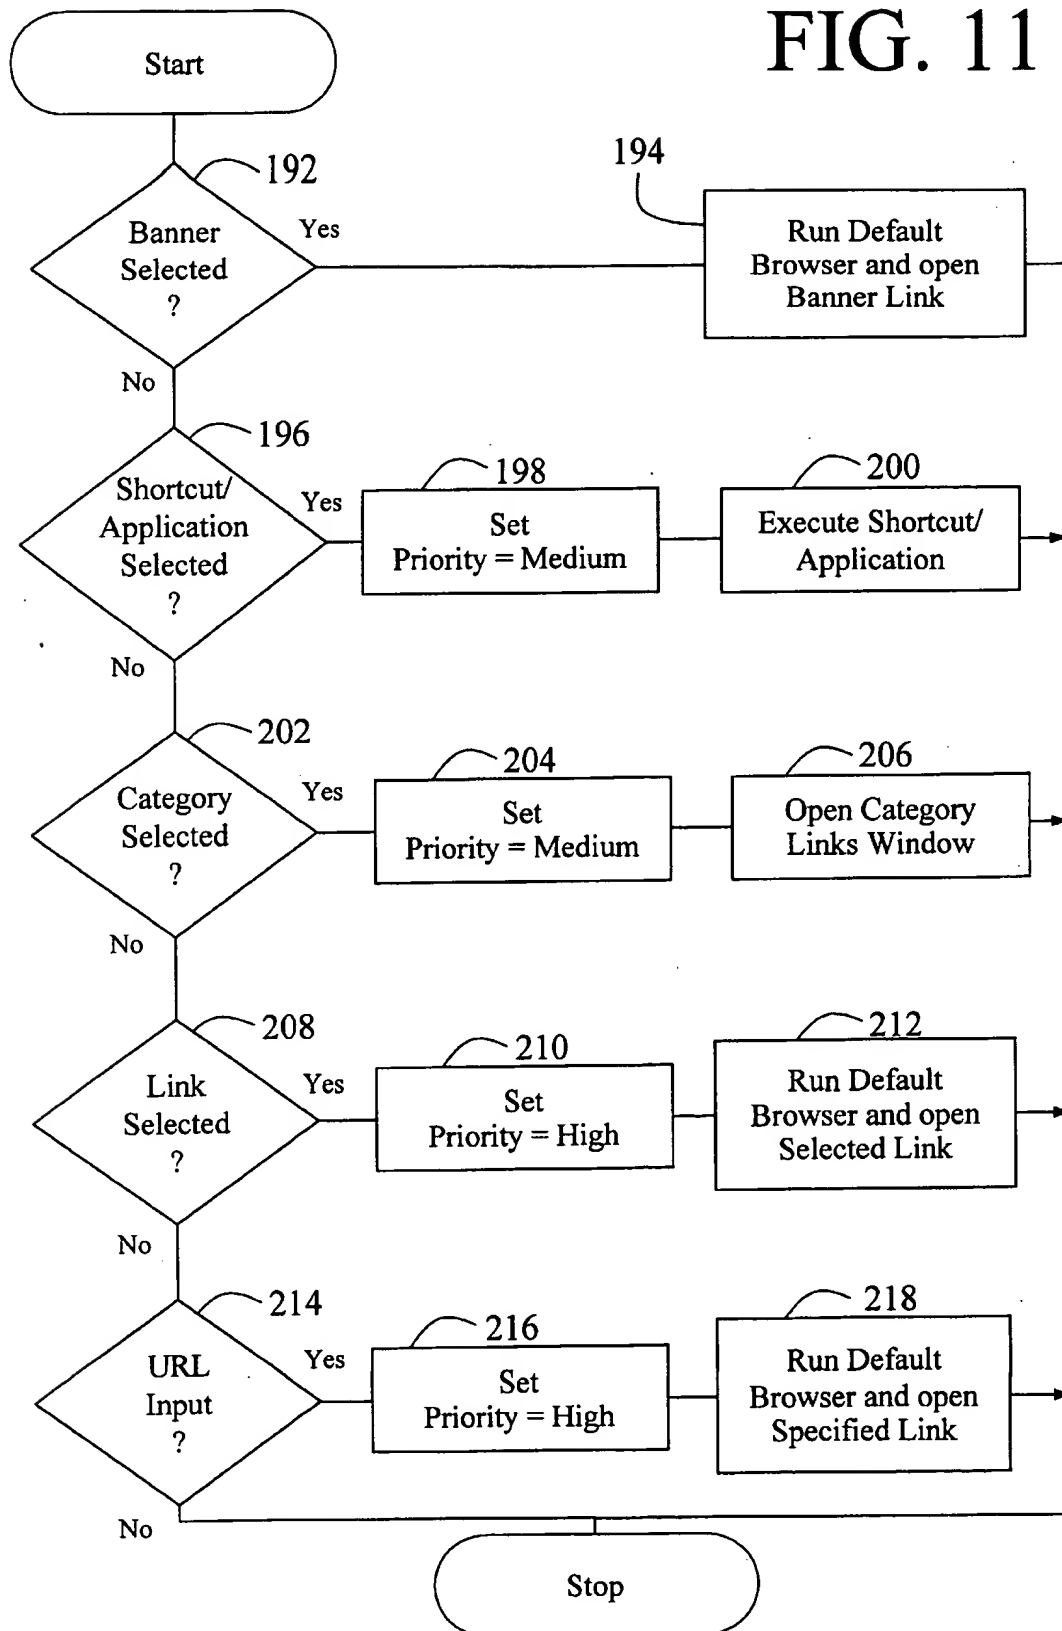 FIG. 11
Start
192
Banner
Selected
?
Yes
No
194
Run Default
Browser and open
Banner Link
196
Shortcut/
Application
Selected
?
Yes
No
198
Set
Priority = Medium
200
Execute Shortcut/
Application
202
Category
Selected
?
Yes
No
204
Set
Priority = Medium
206
Open Category
Links Window
208
Link
Selected
?
Yes
No
210
Set
Priority = High
212
Run Default
Browser and open
Selected Link
214
URL
Input
?
Yes
No
216
Set
Priority = High
218
Run Default
Browser and open
Specified Link
Stop